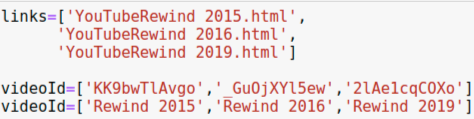 links=['YouTubeRewind 2015.html',
'YouTubeRewind 2016.html',
'YouTubeRewind 2019.html']
videoId=['KK9bwTlAvgo','_GuOjXYl5ew','2lAe1cqCOXo']
videoId=['Rewind 2015','Rewind 2016','Rewind 2019']